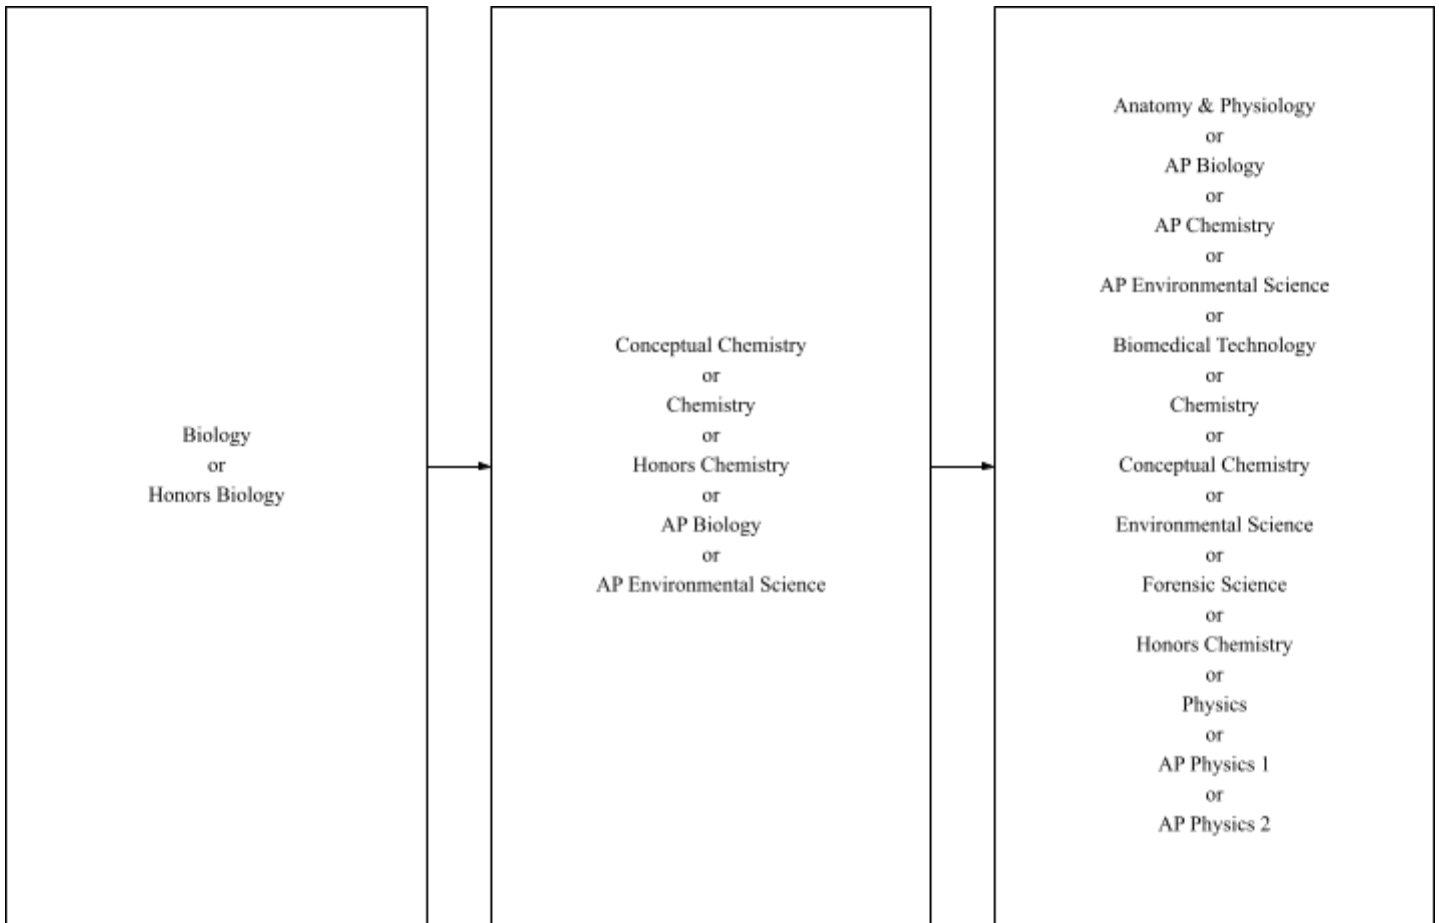 Biology
or
Honors Biology
Conceptual Chemistry
or
Chemistry
or
Honors Chemistry
or
AP Biology
or
AP Environmental Science
Anatomy & Physiology
or
AP Biology
or
AP Chemistry
or
AP Environmental Science
or
Biomedical Technology
or
Chemistry
or
Conceptual Chemistry
or
Environmental Science
or
Forensic Science
or
Honors Chemistry
or
Physics
or
AP Physics 1
or
AP Physics 2